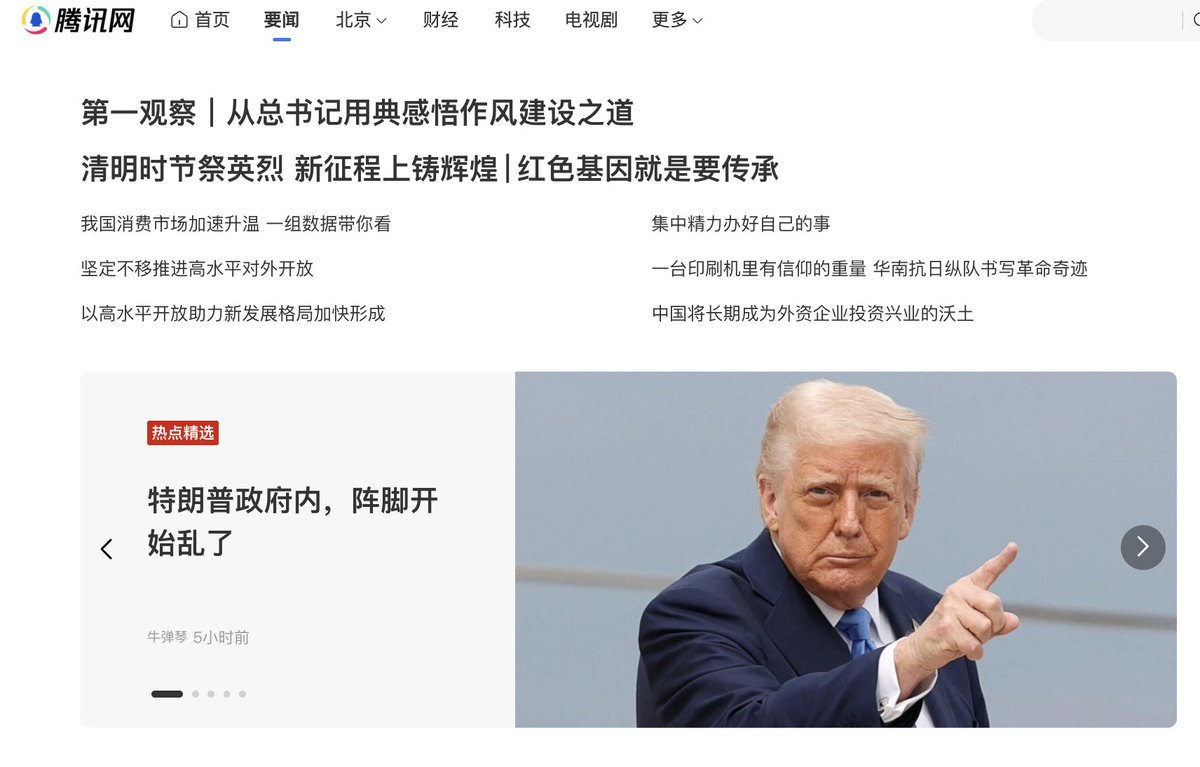 腾讯网 首页 要闻 北京 财经 科技 电视剧 更多
第一观察｜从总书记用典感悟作风建设之道
清明时节祭英烈 新征程上铸辉煌|红色基因就是要传承
我国消费市场加速升温 一组数据带你看
集中精力办好自己的事
坚定不移推进高水平对外开放
一台印刷机里有信仰的重量 华南抗日纵队书写革命奇迹
以高水平开放助力新发展格局加快形成
中国将长期成为外资企业投资兴业的沃土
热点精选
特朗普政府内，阵脚开
始乱了
牛弹琴 5小时前